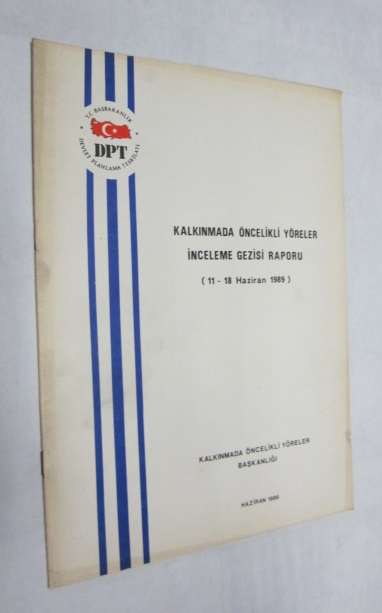 T.C. BAŞBAKANLIK
DPT
DEVLET PLANLAMA TEŞKİLATI
KALKINMADA ÖNCELİKLİ YÖRELER
İNCELEME GEZİSİ RAPORU
( 11 - 18 Haziran 1989 )
KALKINMADA ÖNCELİKLİ YÖRELER
BAŞKANLIĞI
HAZİRAN 1989